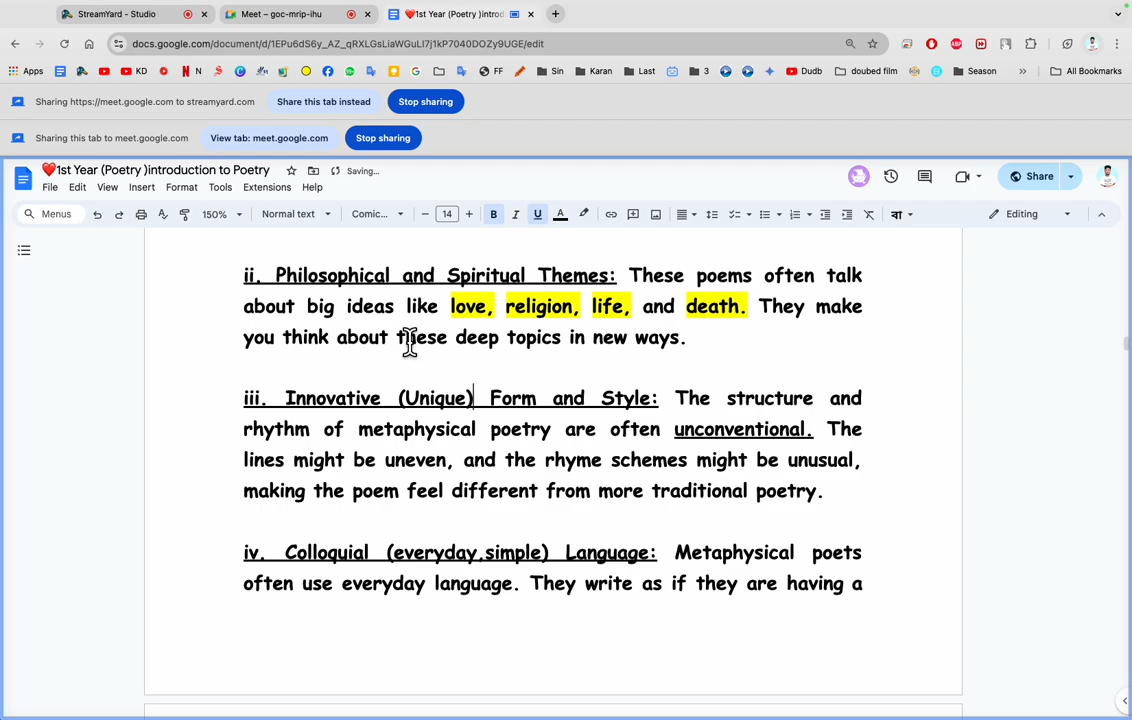 StreamYard - Studio
Meet – goc-mrip-ihu
❤️1st Year (Poetry )introd
docs.google.com/document/d/1EPu6dS6y_AZ_qRXLGsLiaWGuLI7j1kP7040DOZy9UGE/edit
Apps KD N FF Sin Karan Last 3 Dudb doubed film Season All Bookmarks
Sharing https://meet.google.com to streamyard.com Share this tab instead Stop sharing
Sharing this tab to meet.google.com View tab: meet.google.com Stop sharing
❤️1st Year (Poetry )introduction to Poetry Saving...
File Edit View Insert Format Tools Extensions Help
Share
Menus 150% Normal text Comic... 14 B I U A বা Editing
ii. Philosophical and Spiritual Themes: These poems often talk
about big ideas like love, religion, life, and death. They make
you think about these deep topics in new ways.
iii. Innovative (Unique) Form and Style: The structure and
rhythm of metaphysical poetry are often unconventional. The
lines might be uneven, and the rhyme schemes might be unusual,
making the poem feel different from more traditional poetry.
iv. Colloquial (everyday,simple) Language: Metaphysical poets
often use everyday language. They write as if they are having a